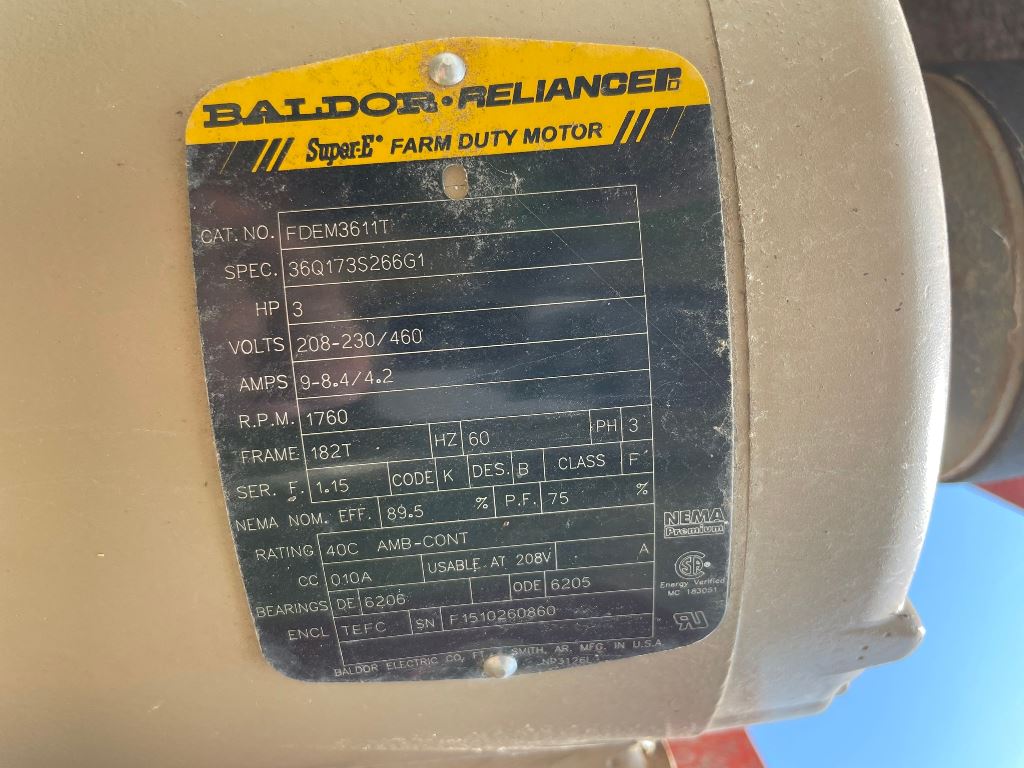 BALDOR • RELIANCER
Super-E® FARM DUTY MOTOR
CAT. NO. FDEM3611T
SPEC. 36Q173S266G1
HP 3
VOLTS 208-230/460
AMPS 9-8.4/4.2
R.P.M. 1760
FRAME 182T HZ 60 PH 3
SER. F. 1.15 CODE K DES. B CLASS F
NEMA NOM. EFF. 89.5 % P.F. 75 %
RATING 40C AMB-CONT
CC 010A USABLE AT 208V A
BEARINGS DE 6206 ODE 6205
ENCL TEFC SN F1510260860
BALDOR ELECTRIC CO, FT. SMITH, AR. MFG. IN U.S.A
NEMA
Premium
Energy Verified
MC 183051